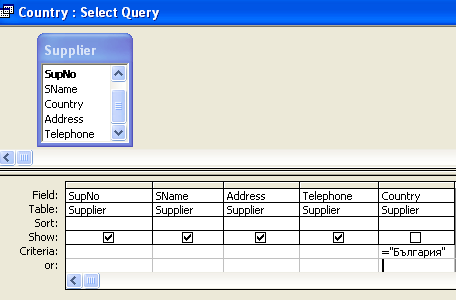 Country : Select Query
Supplier
SupNo
SName
Country
Address
Telephone
Field: SupNo SName Address Telephone Country
Table: Supplier Supplier Supplier Supplier Supplier
Sort:
Show:
Criteria: ="България"
or: